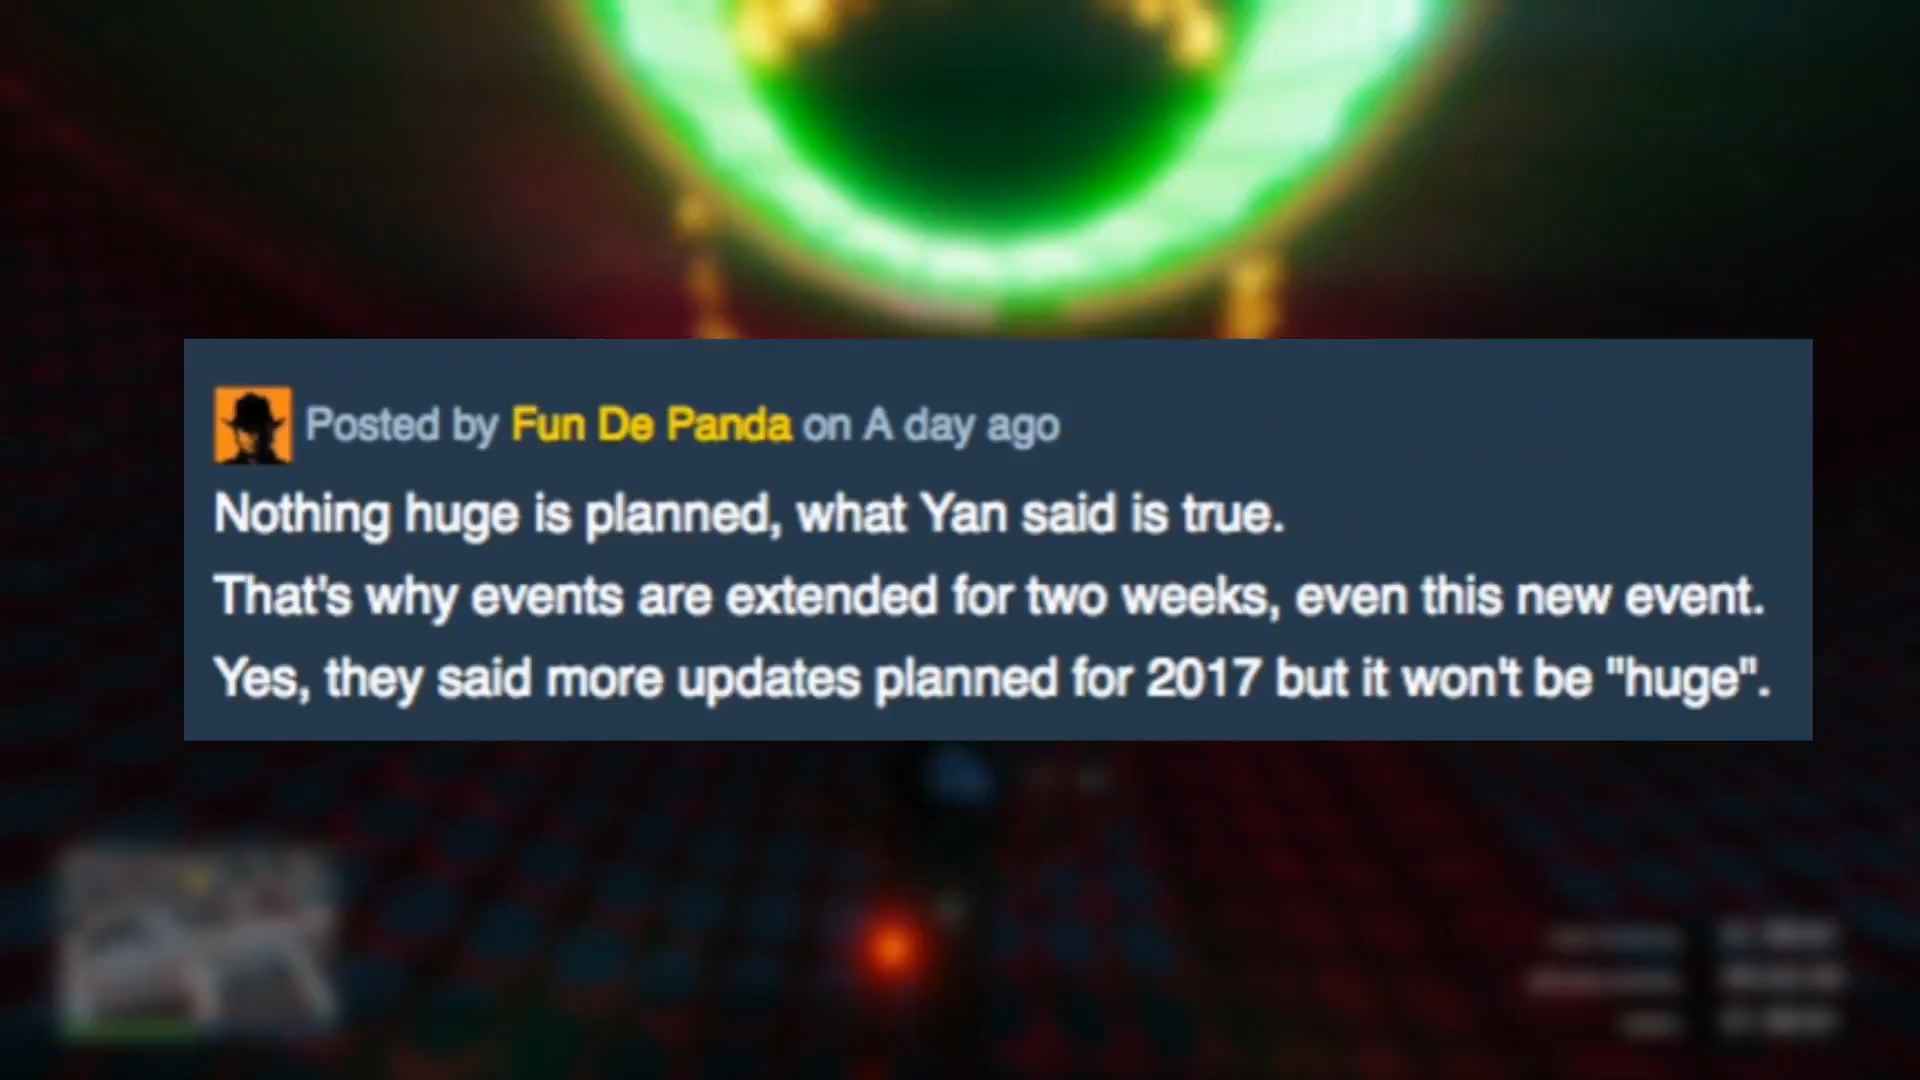 Posted by Fun De Panda on A day ago
Nothing huge is planned, what Yan said is true.
That's why events are extended for two weeks, even this new event.
Yes, they said more updates planned for 2017 but it won't be "huge".